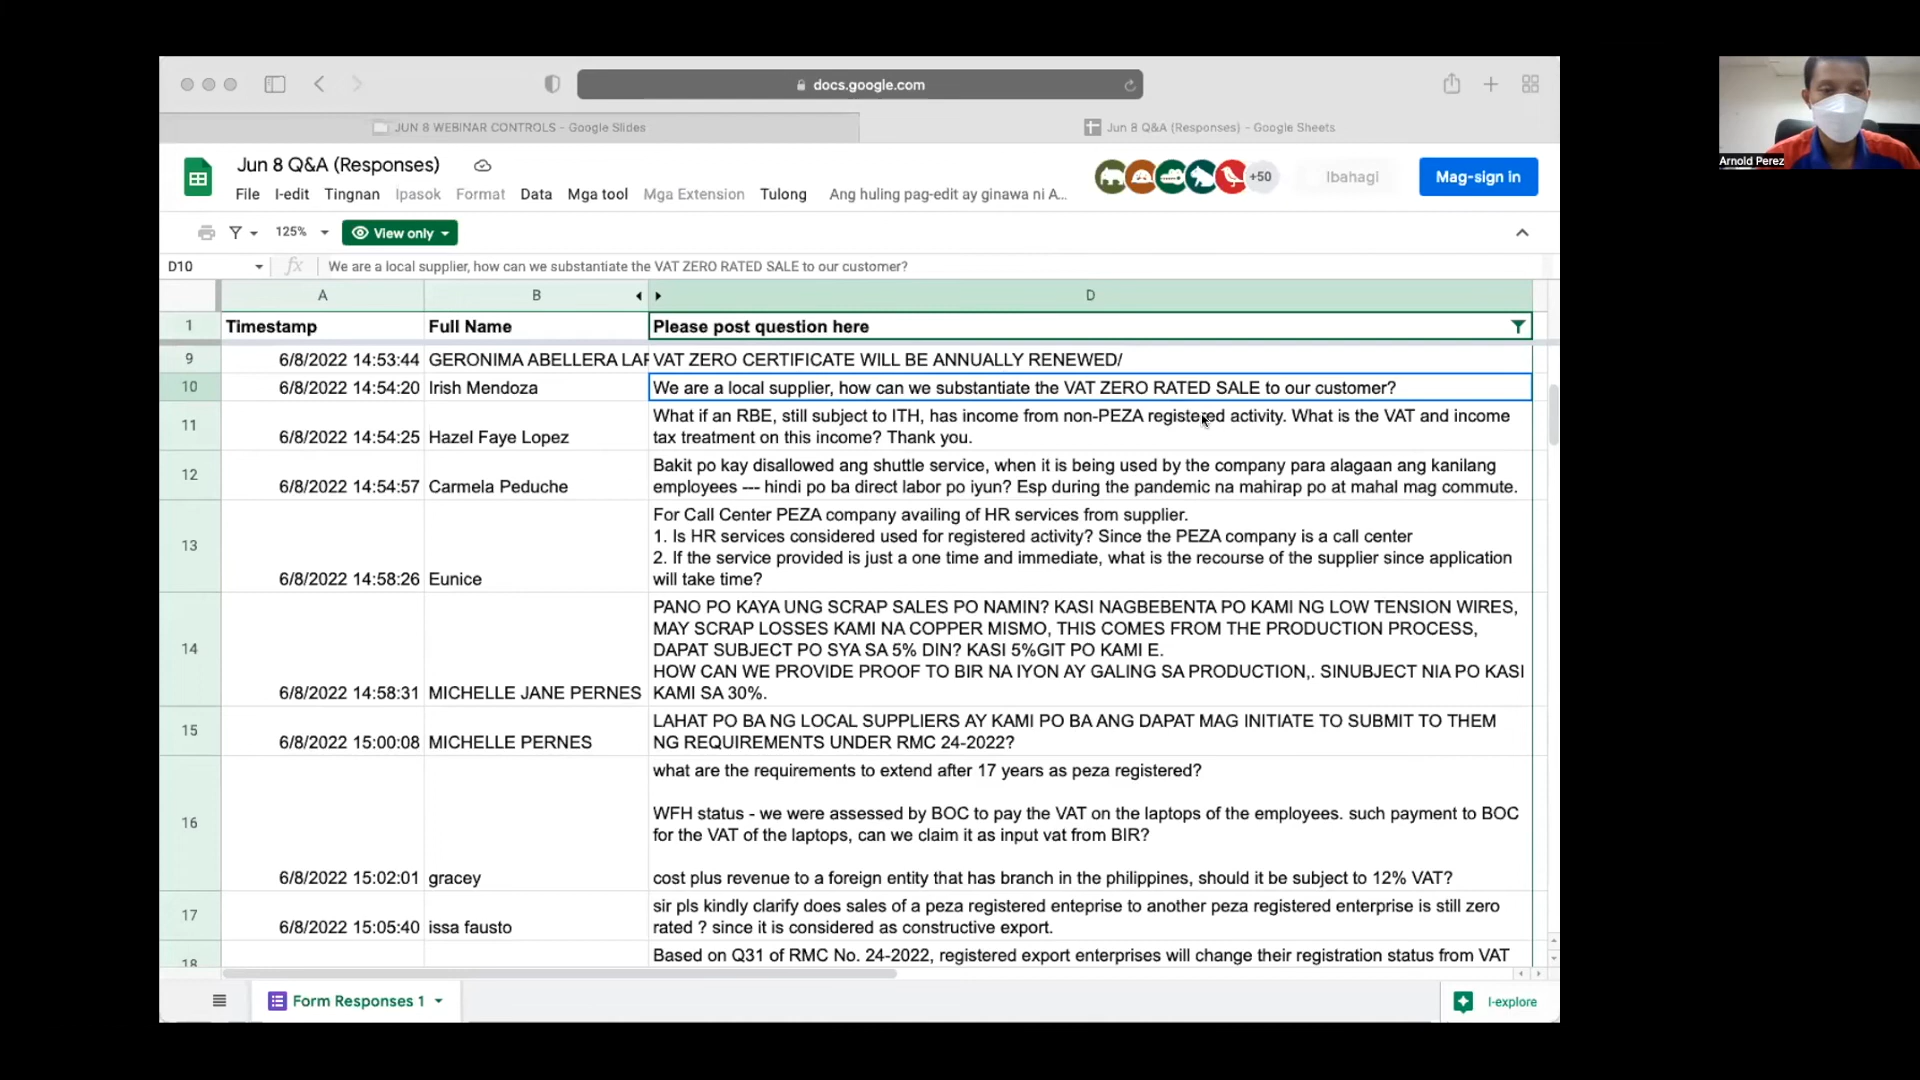 docs.google.com
JUN 8 WEBINAR CONTROLS - Google Slides
Jun 8 Q&A (Responses) - Google Sheets
Arnold Perez
Jun 8 Q&A (Responses)
+50
Ibahagi
Mag-sign in
File I-edit Tingnan Ipasok Format Data Mga tool Mga Extension Tulong Ang huling pag-edit ay ginawa ni A...
125% View only
D10 fx We are a local supplier, how can we substantiate the VAT ZERO RATED SALE to our customer?
A B D
1 Timestamp Full Name Please post question here
9 6/8/2022 14:53:44 GERONIMA ABELLERA VAT ZERO CERTIFICATE WILL BE ANNUALLY RENEWED/
10 6/8/2022 14:54:20 Irish Mendoza We are a local supplier, how can we substantiate the VAT ZERO RATED SALE to our customer?
What if an RBE, still subject to ITH, has income from non-PEZA registered activity. What is the VAT and income
11 6/8/2022 14:54:25 Hazel Faye Lopez tax treatment on this income? Thank you.
Bakit po kay disallowed ang shuttle service, when it is being used by the company para alagaan ang kanilang
12 6/8/2022 14:54:57 Carmela Peduche employees --- hindi po ba direct labor po iyun? Esp during the pandemic na mahirap po at mahal mag commute.
For Call Center PEZA company availing of HR services from supplier.
1. Is HR services considered used for registered activity? Since the PEZA company is a call center
13 2. If the service provided is just a one time and immediate, what is the recourse of the supplier since application
6/8/2022 14:58:26 Eunice will take time?
PANO PO KAYA UNG SCRAP SALES PO NAMIN? KASI NAGBEBENTA PO KAMI NG LOW TENSION WIRES,
MAY SCRAP LOSSES KAMI NA COPPER MISMO, THIS COMES FROM THE PRODUCTION PROCESS,
14 DAPAT SUBJECT PO SYA SA 5% DIN? KASI 5%GIT PO KAMI E.
HOW CAN WE PROVIDE PROOF TO BIR NA IYON AY GALING SA PRODUCTION,. SINUBJECT NIA PO KASI
6/8/2022 14:58:31 MICHELLE JANE PERNES KAMI SA 30%.
LAHAT PO BA NG LOCAL SUPPLIERS AY KAMI PO BA ANG DAPAT MAG INITIATE TO SUBMIT TO THEM
15 6/8/2022 15:00:08 MICHELLE PERNES NG REQUIREMENTS UNDER RMC 24-2022?
what are the requirements to extend after 17 years as peza registered?
WFH status - we were assessed by BOC to pay the VAT on the laptops of the employees. such payment to BOC
16 for the VAT of the laptops, can we claim it as input vat from BIR?
6/8/2022 15:02:01 gracey cost plus revenue to a foreign entity that has branch in the philippines, should it be subject to 12% VAT?
sir pls kindly clarify does sales of a peza registered enteprise to another peza registered enterprise is still zero
17 6/8/2022 15:05:40 issa fausto rated ? since it is considered as constructive export.
18 Based on Q31 of RMC No. 24-2022, registered export enterprises will change their registration status from VAT
Form Responses 1
I-explore